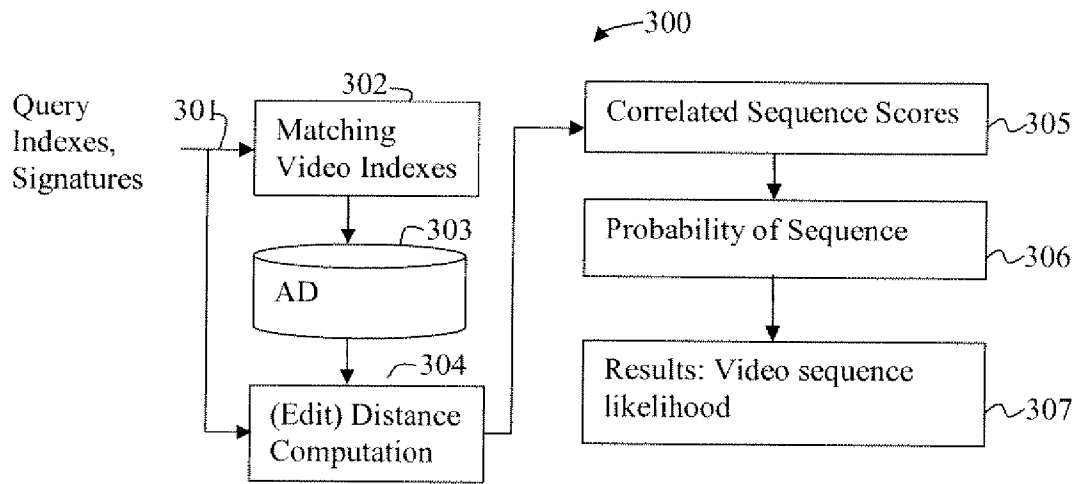 300
Query
Indexes,
Signatures
301
302
Matching
Video Indexes
303
AD
304
(Edit) Distance
Computation
Correlated Sequence Scores
305
Probability of Sequence
306
Results: Video sequence
likelihood
307